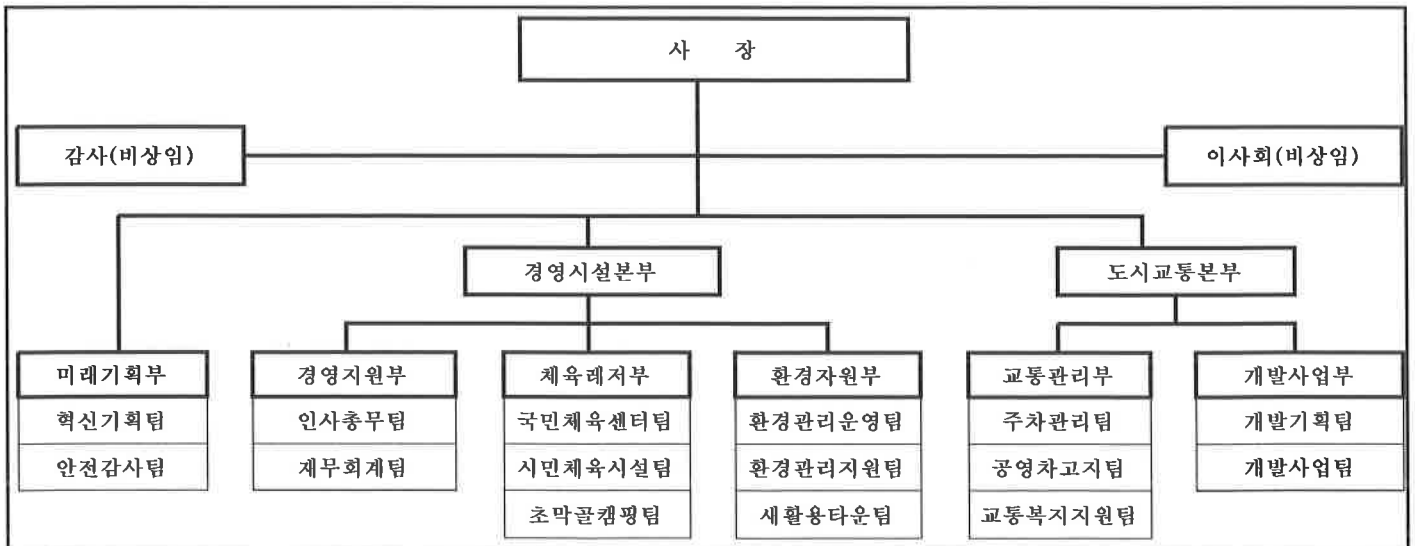 사 장
감사(비상임)
이사회(비상임)
경영시설본부
도시교통본부
미래기획부
경영지원부
체육레저부
환경자원부
교통관리부
개발사업부
혁신기획팀
인사총무팀
국민체육센터팀
환경관리운영팀
주차관리팀
개발기획팀
안전감사팀
재무회계팀
시민체육시설팀
환경관리지원팀
공영차고지팀
개발사업팀
초막골캠핑팀
새활용타운팀
교통복지지원팀